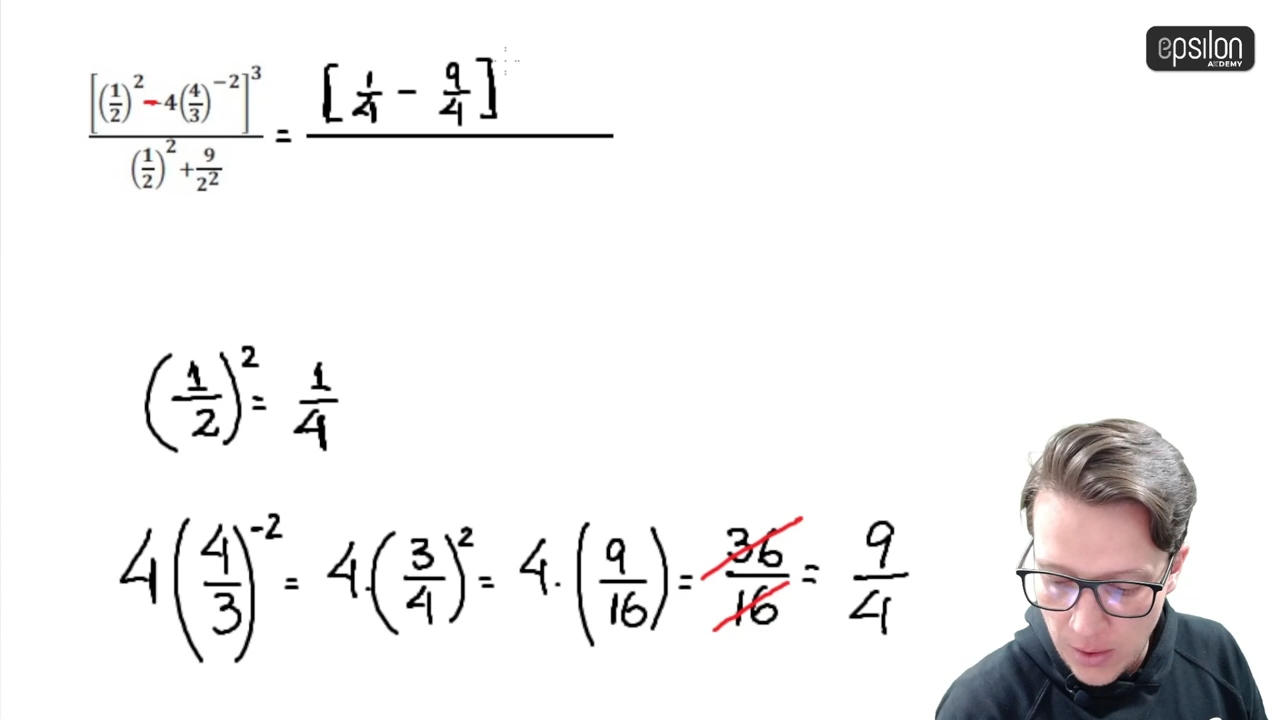 epsilon
AKADEMY
[(1/2)^2 - 4(4/3)^-2]^3 / ((1/2)^2 + 9/2^2) = [1/4 - 9/4]
(1/2)^2 = 1/4
4(4/3)^-2 = 4·(3/4)^2 = 4·(9/16) = 36/16 = 9/4